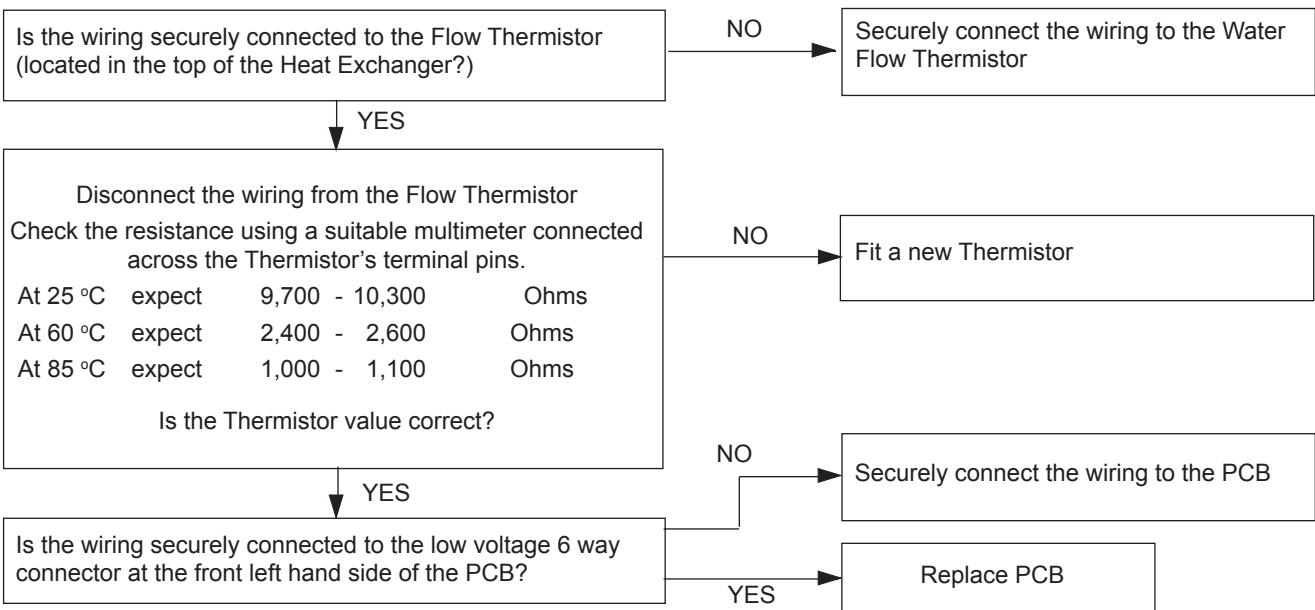 Is the wiring securely connected to the Flow Thermistor
(located in the top of the Heat Exchanger?)
NO
Securely connect the wiring to the Water
Flow Thermistor
YES
Disconnect the wiring from the Flow Thermistor
Check the resistance using a suitable multimeter connected
across the Thermistor's terminal pins.
At 25 °C expect 9,700 - 10,300 Ohms
At 60 °C expect 2,400 - 2,600 Ohms
At 85 °C expect 1,000 - 1,100 Ohms
Is the Thermistor value correct?
NO
Fit a new Thermistor
YES
Is the wiring securely connected to the low voltage 6 way
connector at the front left hand side of the PCB?
NO
Securely connect the wiring to the PCB
YES
Replace PCB